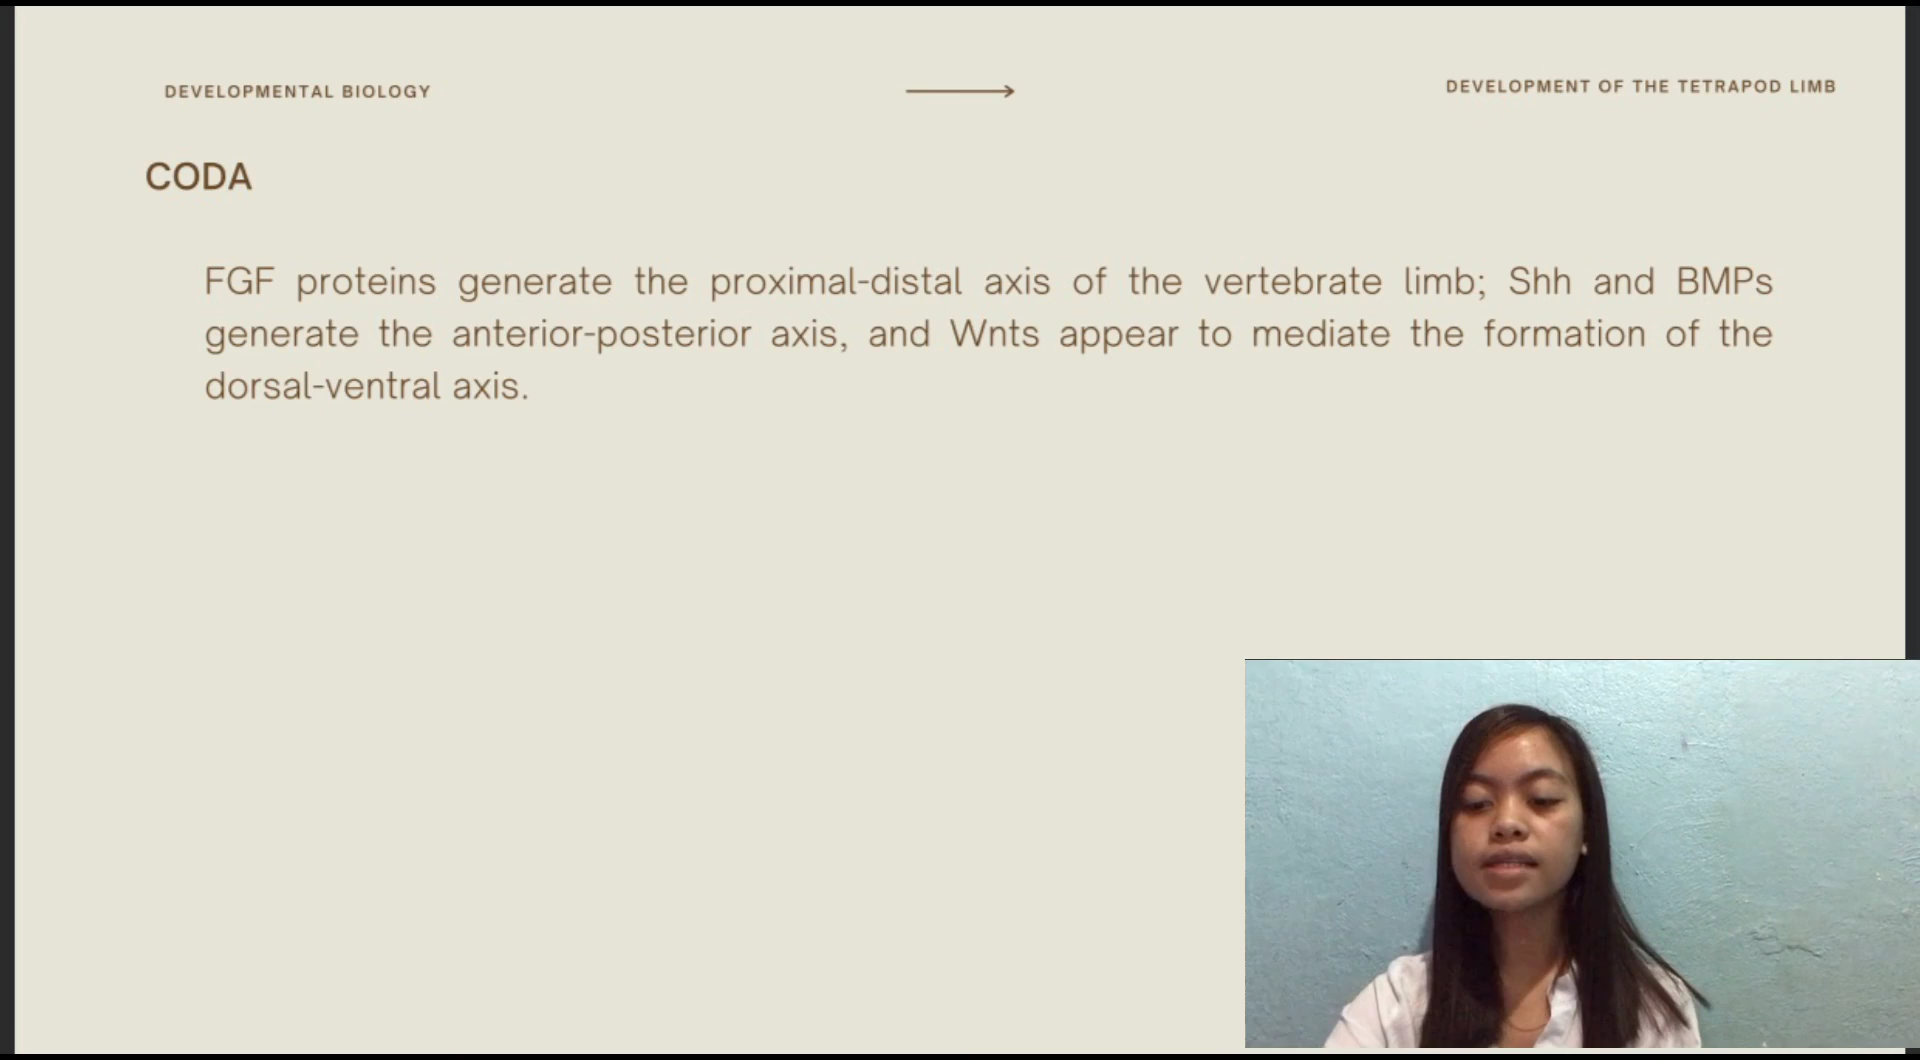 DEVELOPMENTAL BIOLOGY
DEVELOPMENT OF THE TETRAPOD LIMB
CODA
FGF proteins generate the proximal-distal axis of the vertebrate limb; Shh and BMPs
generate the anterior-posterior axis, and Wnts appear to mediate the formation of the
dorsal-ventral axis.